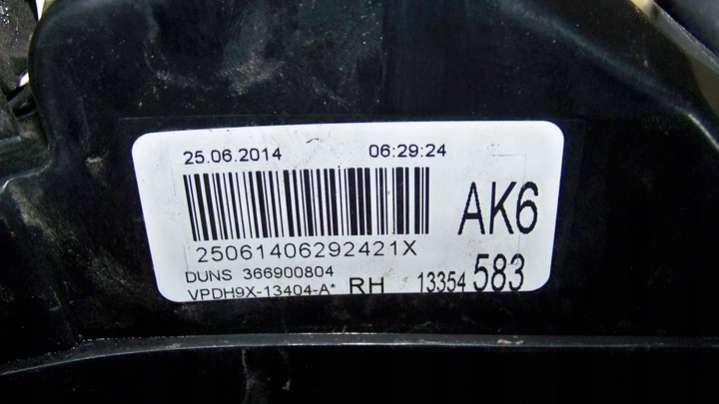 25.06.2014 06:29:24
AK6
25061406292421X
DUNS 366900804
VPDH9X-13404-A* RH 13354 583